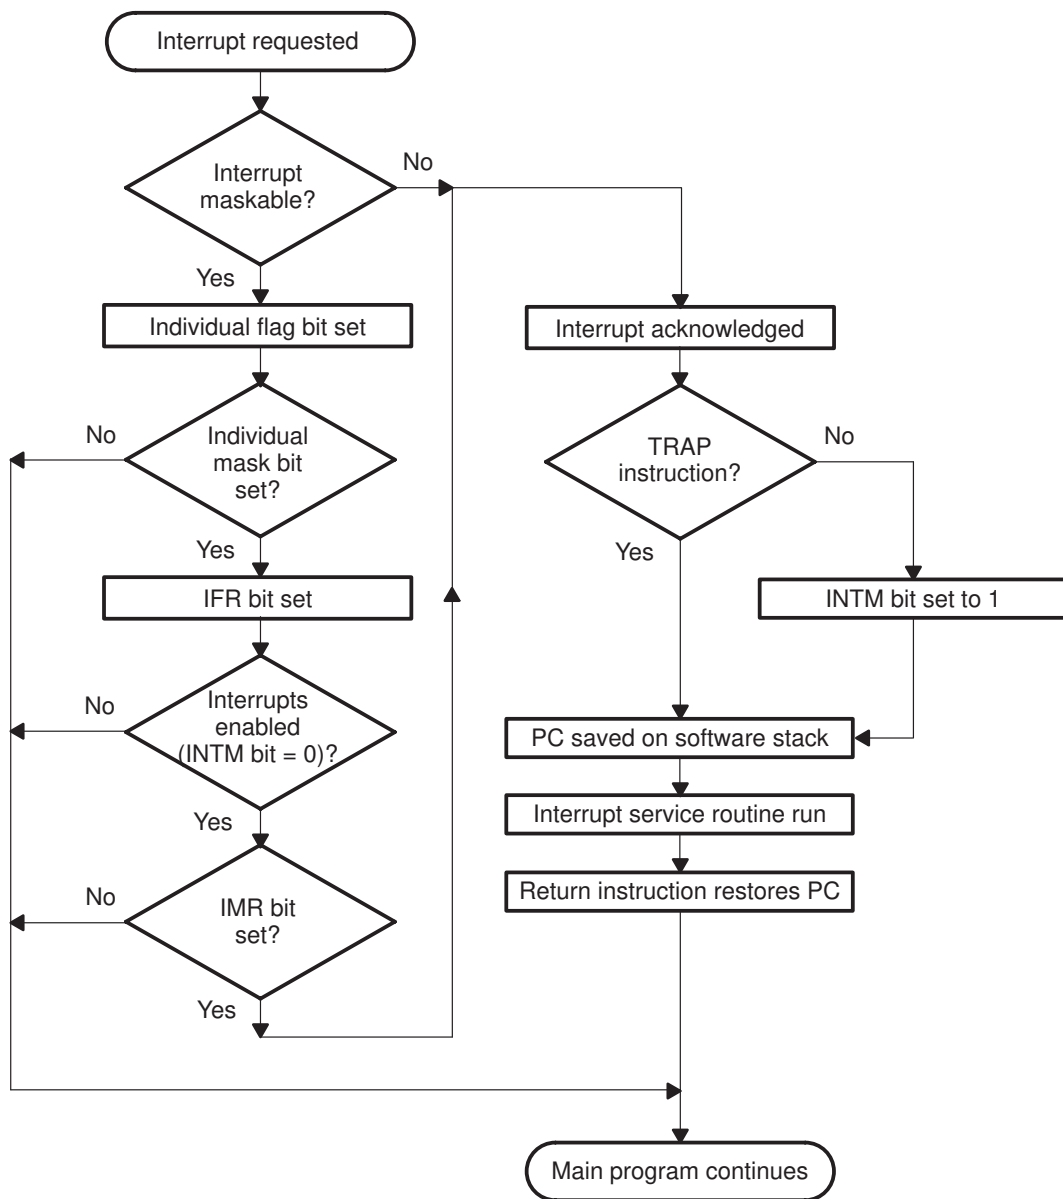 Interrupt requested
Interrupt
maskable?
No
Yes
Individual flag bit set
Individual
mask bit
set?
No
Yes
IFR bit set
Interrupts
enabled
(INTM bit = 0)?
No
Yes
IMR bit
set?
No
Yes
Interrupt acknowledged
TRAP
instruction?
No
Yes
INTM bit set to 1
PC saved on software stack
Interrupt service routine run
Return instruction restores PC
Main program continues